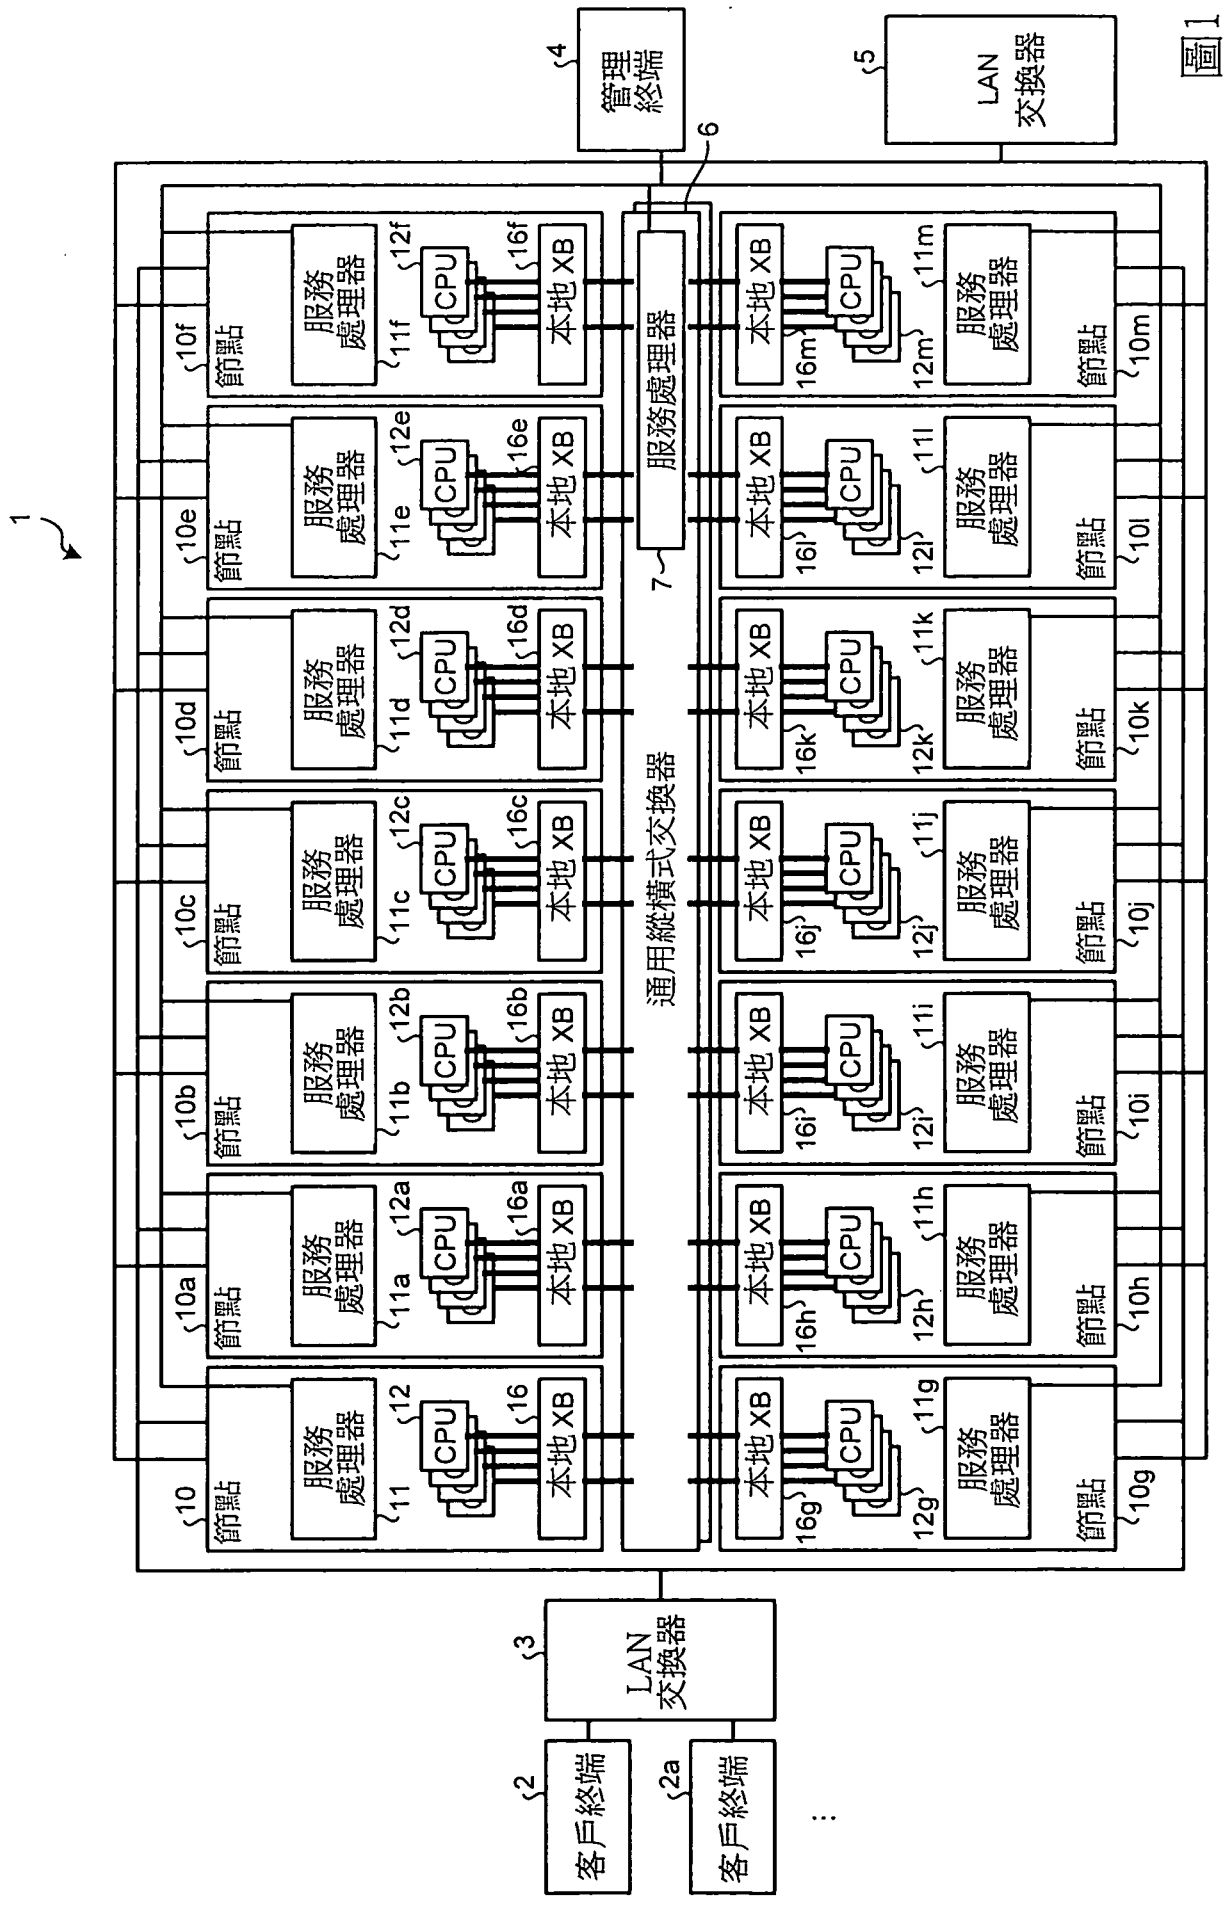 1
10 10a 10b 10c 10d 10e 10f
節點 節點 節點 節點 節點 節點 節點
服務處理器 服務處理器 服務處理器 服務處理器 服務處理器 服務處理器 服務處理器
11 12 11a 12a 11b 12b 11c 12c 11d 12d 11e 12e 11f 12f
CPU CPU CPU CPU CPU CPU CPU
C C C C C C C
16 16a 16b 16c 16d 16e 16f
本地 XB 本地 XB 本地 XB 本地 XB 本地 XB 本地 XB 本地 XB
2
客戶終端
2a
客戶終端
⋮
3
LAN
交換器
通用縱橫式交換器
7
服務處理器
6
4
管理
終端
5
LAN
交換器
本地 XB 本地 XB 本地 XB 本地 XB 本地 XB 本地 XB 本地 XB
16g 16h 16i 16j 16k 16l 16m
CPU CPU CPU CPU CPU CPU CPU
C C C C C C C
12g 11g 12h 11h 12i 11i 12j 11j 12k 11k 12l 11l 12m 11m
服務處理器 服務處理器 服務處理器 服務處理器 服務處理器 服務處理器 服務處理器
節點 節點 節點 節點 節點 節點 節點
10g 10h 10i 10j 10k 10l 10m
圖1